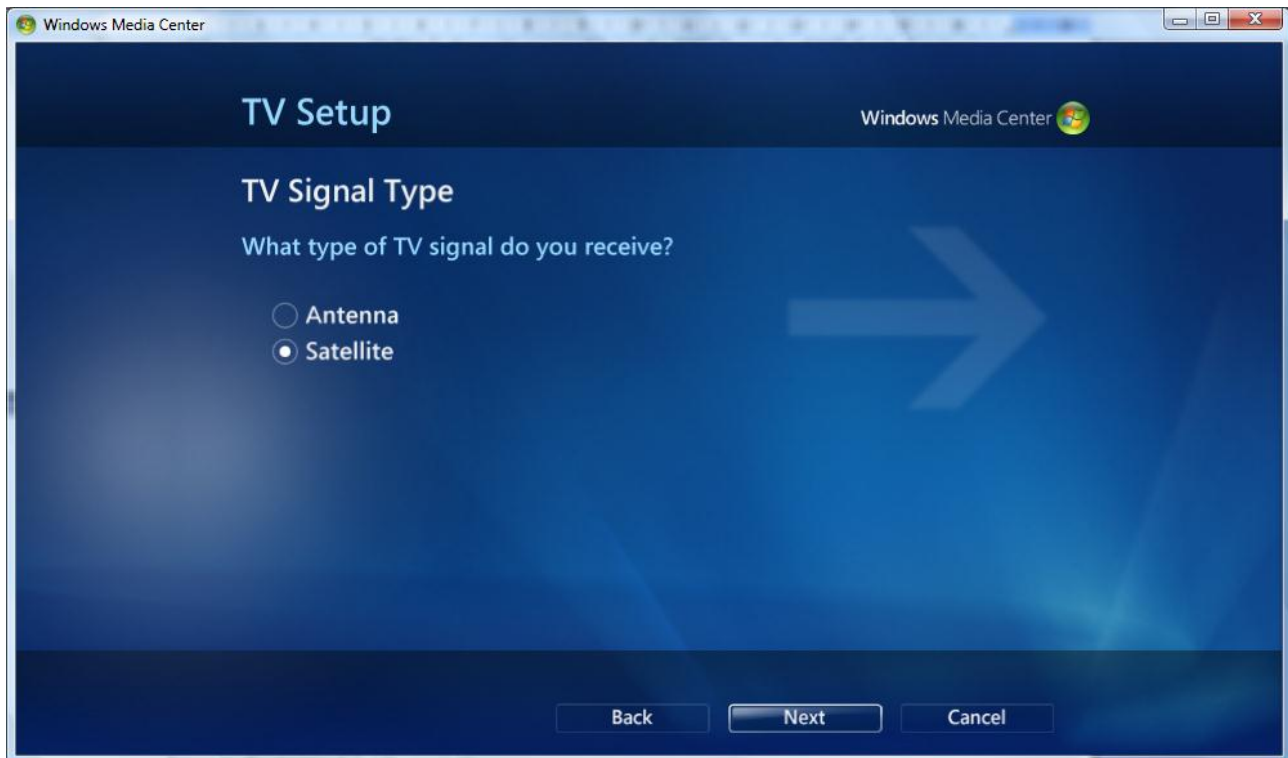 Windows Media Center
TV Setup
Windows Media Center
TV Signal Type
What type of TV signal do you receive?
Antenna
Satellite
Back Next Cancel